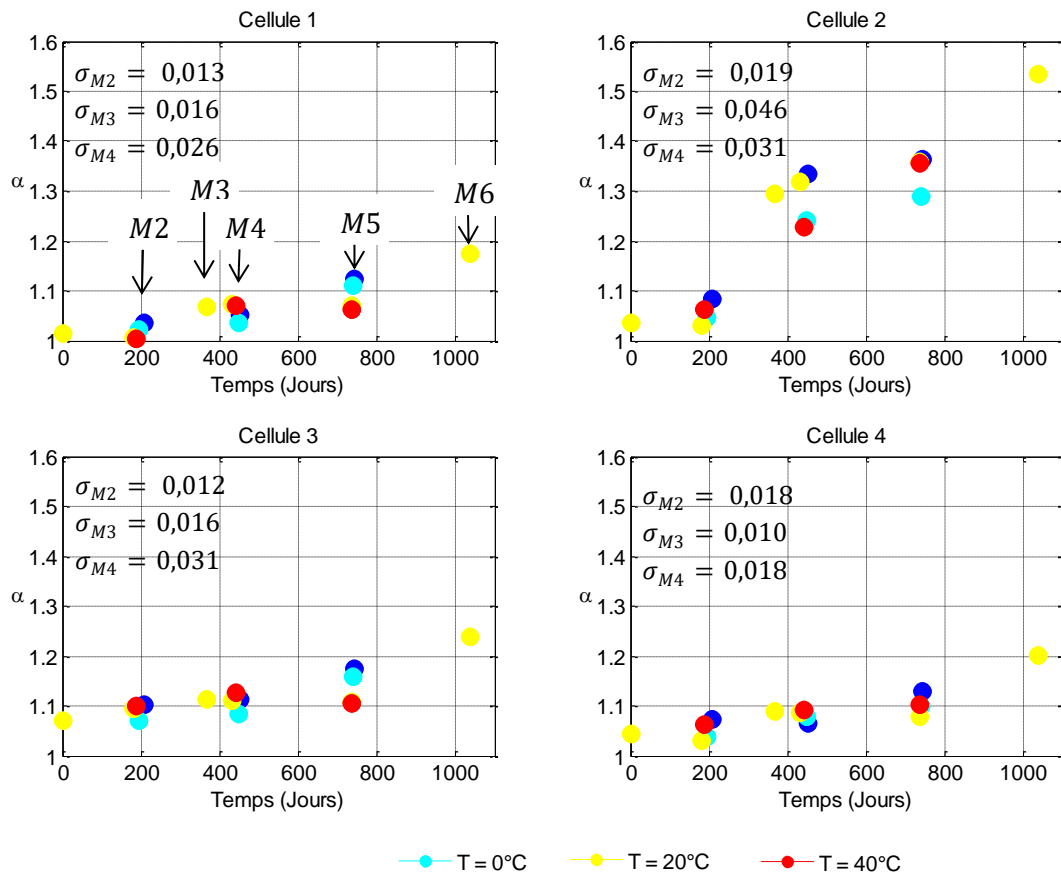 Cellule 1
1.6
1.5
1.4
1.3
1.2
1.1
1
α
σM2 = 0,013
σM3 = 0,016
σM4 = 0,026
M2
M3
M4
M5
M6
0 200 400 600 800 1000
Temps (Jours)
Cellule 2
1.6
1.5
1.4
1.3
1.2
1.1
1
α
σM2 = 0,019
σM3 = 0,046
σM4 = 0,031
0 200 400 600 800 1000
Temps (Jours)
Cellule 3
1.6
1.5
1.4
1.3
1.2
1.1
1
α
σM2 = 0,012
σM3 = 0,016
σM4 = 0,031
0 200 400 600 800 1000
Temps (Jours)
Cellule 4
1.6
1.5
1.4
1.3
1.2
1.1
1
α
σM2 = 0,018
σM3 = 0,010
σM4 = 0,018
0 200 400 600 800 1000
Temps (Jours)
T = 0°C T = 20°C T = 40°C